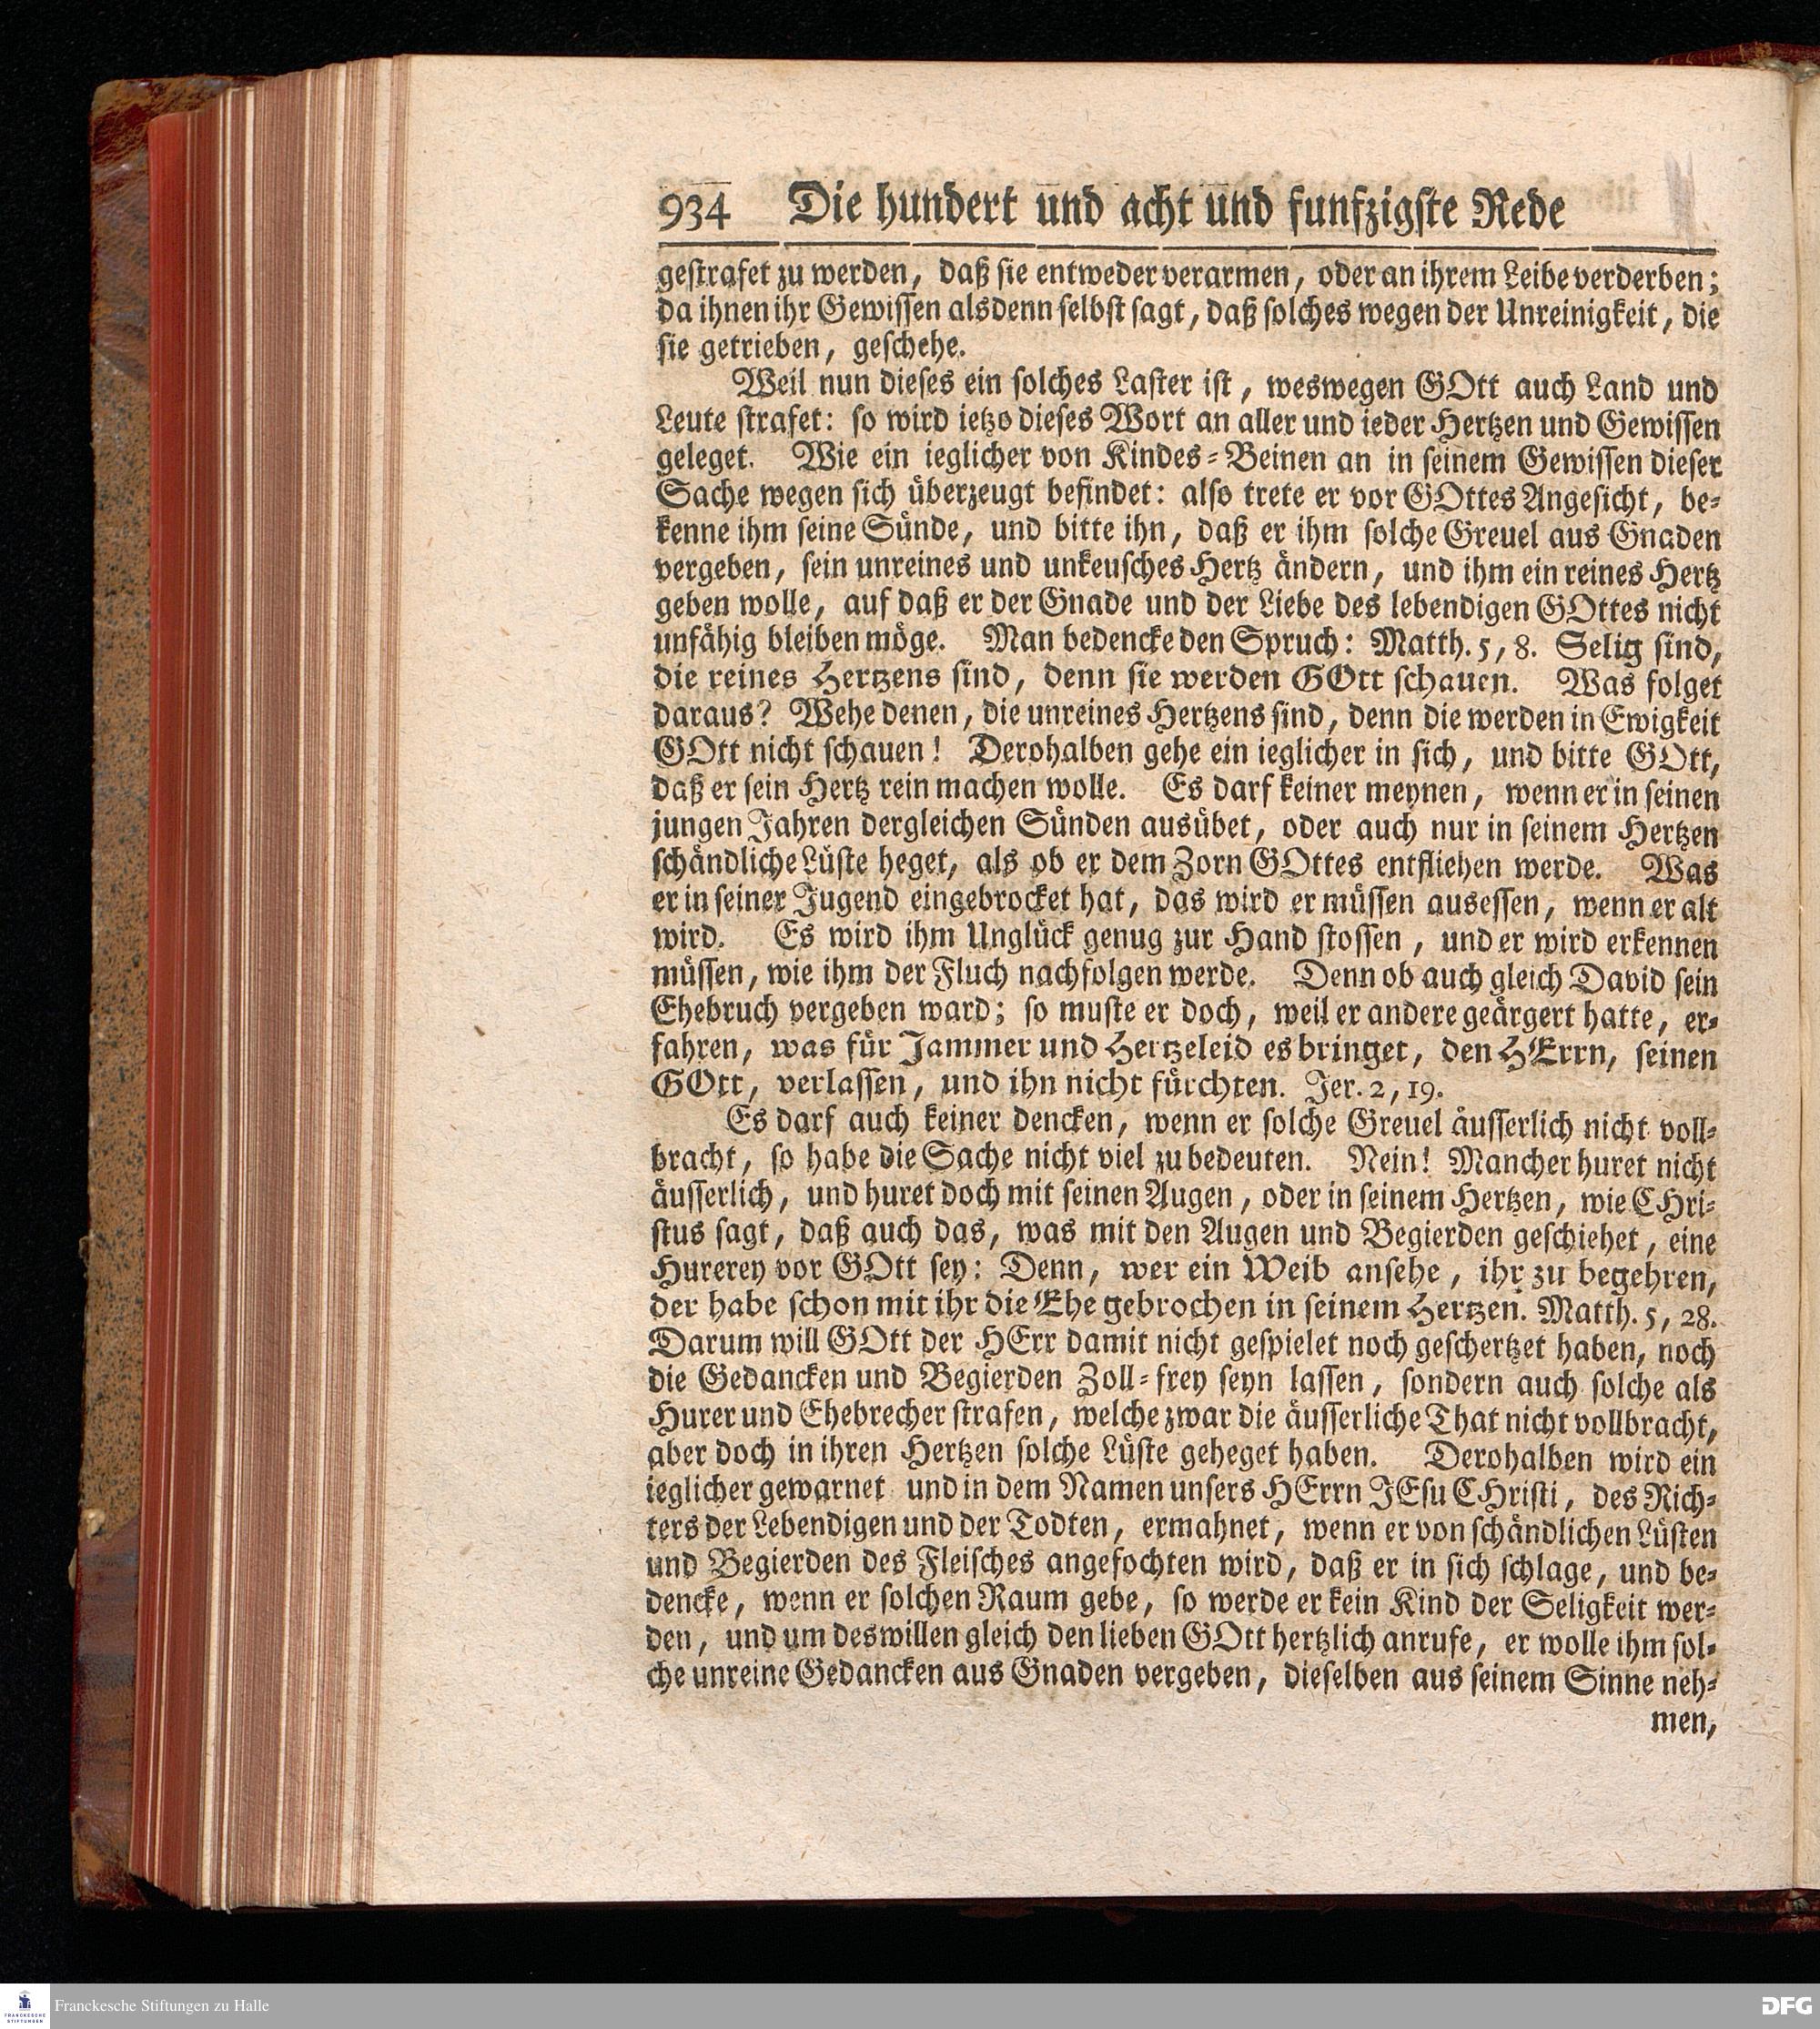 934 Die hundert und acht und funfzigste Rede
gestrafet zu werden, daß sie entweder verarmen, oder an ihrem Leibe verderben;
da ihnen ihr Gewissen alsdenn selbst sagt, daß solches wegen der Unreinigkeit, die
sie getrieben, geschehe.
Weil nun dieses ein solches Laster ist, weswegen GOtt auch Land und
Leute strafet: so wird ietzo dieses Wort an aller und ieder Hertzen und Gewissen
geleget. Wie ein ieglicher von Kindes-Beinen an in seinem Gewissen dieser
Sache wegen sich überzeugt befindet: also trete er vor GOttes Angesicht, be-
kenne ihm seine Sünde, und bitte ihn, daß er ihm solche Greuel aus Gnaden
vergeben, sein unreines und unkeusches Hertz ändern, und ihm ein reines Hertz
geben wolle, auf daß er der Gnade und der Liebe des lebendigen GOttes nicht
unfähig bleiben möge. Man bedencke den Spruch: Matth. 5, 8. Selig sind,
die reines Hertzens sind, denn sie werden GOtt schauen. Was folget
daraus? Wehe denen, die unreines Hertzens sind, denn die werden in Ewigkeit
GOtt nicht schauen! Derohalben gehe ein ieglicher in sich, und bitte GOtt,
daß er sein Hertz rein machen wolle. Es darf keiner meynen, wenn er in seinen
jungen Jahren dergleichen Sünden ausübet, oder auch nur in seinem Hertzen
schändliche Lüste heget, als ob er dem Zorn GOttes entfliehen werde. Was
er in seiner Jugend eingebrocket hat, das wird er müssen ausessen, wenn er alt
wird. Es wird ihm Unglück genug zur Hand stossen, und er wird erkennen
müssen, wie ihm der Fluch nachfolgen werde. Denn ob auch gleich David sein
Ehebruch vergeben ward; so muste er doch, weil er andere geärgert hatte, er-
fahren, was für Jammer und Hertzeleid es bringet, den HErrn, seinen
GOtt, verlassen, und ihn nicht fürchten. Jer. 2, 19.
Es darf auch keiner dencken, wenn er solche Greuel äusserlich nicht voll-
bracht, so habe die Sache nicht viel zu bedeuten. Nein! Mancher huret nicht
äusserlich, und huret doch mit seinen Augen, oder in seinem Hertzen, wie CHri-
stus sagt, daß auch das, was mit den Augen und Begierden geschiehet, eine
Hurerey vor GOtt sey: Denn, wer ein Weib ansehe, ihr zu begehren,
der habe schon mit ihr die Ehe gebrochen in seinem Hertzen. Matth. 5, 28.
Darum will GOtt der HErr damit nicht gespielet noch geschertzet haben, noch
die Gedancken und Begierden Zoll-frey seyn lassen, sondern auch solche als
Hurer und Ehebrecher strafen, welche zwar die äusserliche That nicht vollbracht,
aber doch in ihren Hertzen solche Lüste geheget haben. Derohalben wird ein
ieglicher gewarnet und in dem Namen unsers HErrn JEsu CHristi, des Rich-
ters der Lebendigen und der Todten, ermahnet, wenn er von schändlichen Lüsten
und Begierden des Fleisches angefochten wird, daß er in sich schlage, und be-
dencke, wenn er solchen Raum gebe, so werde er kein Kind der Seligkeit wer-
den, und um deswillen gleich den lieben GOtt hertzlich anrufe, er wolle ihm sol-
che unreine Gedancken aus Gnaden vergeben, dieselben aus seinem Sinne neh-
men,
FRANCKESCHE
STIFTUNGEN
Franckesche Stiftungen zu Halle
DFG